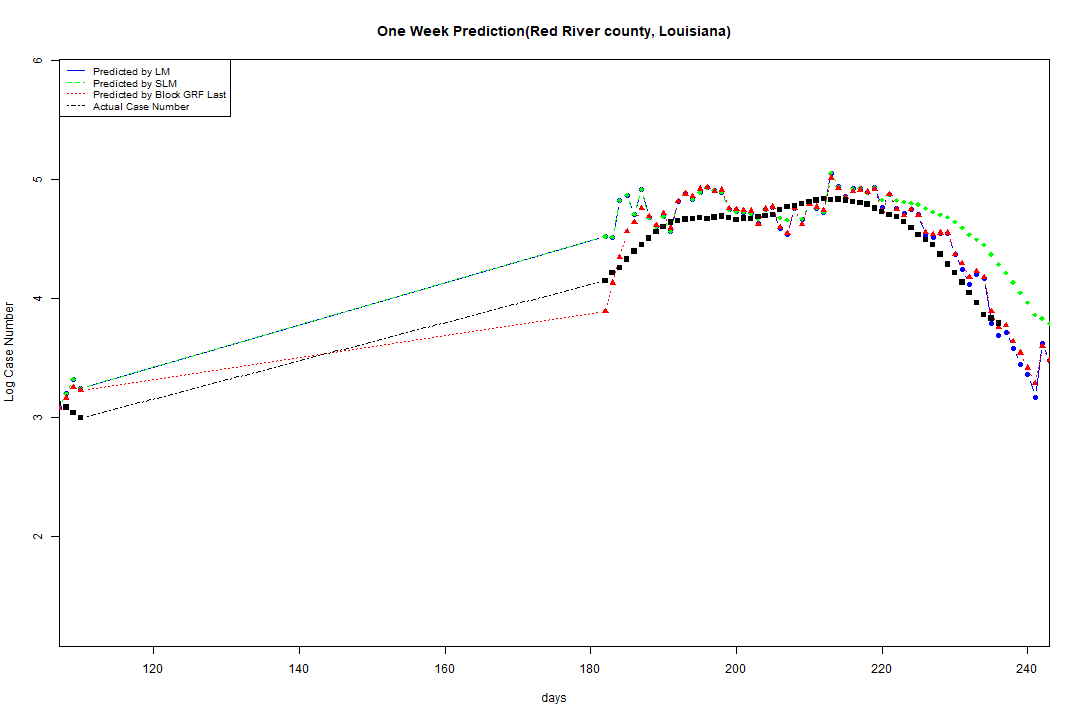 One Week Prediction(Red River county, Louisiana)
Predicted by LM
Predicted by SLM
Predicted by Block GRF Last
Actual Case Number
6
5
4
3
2
Log Case Number
120 140 160 180 200 220 240
days